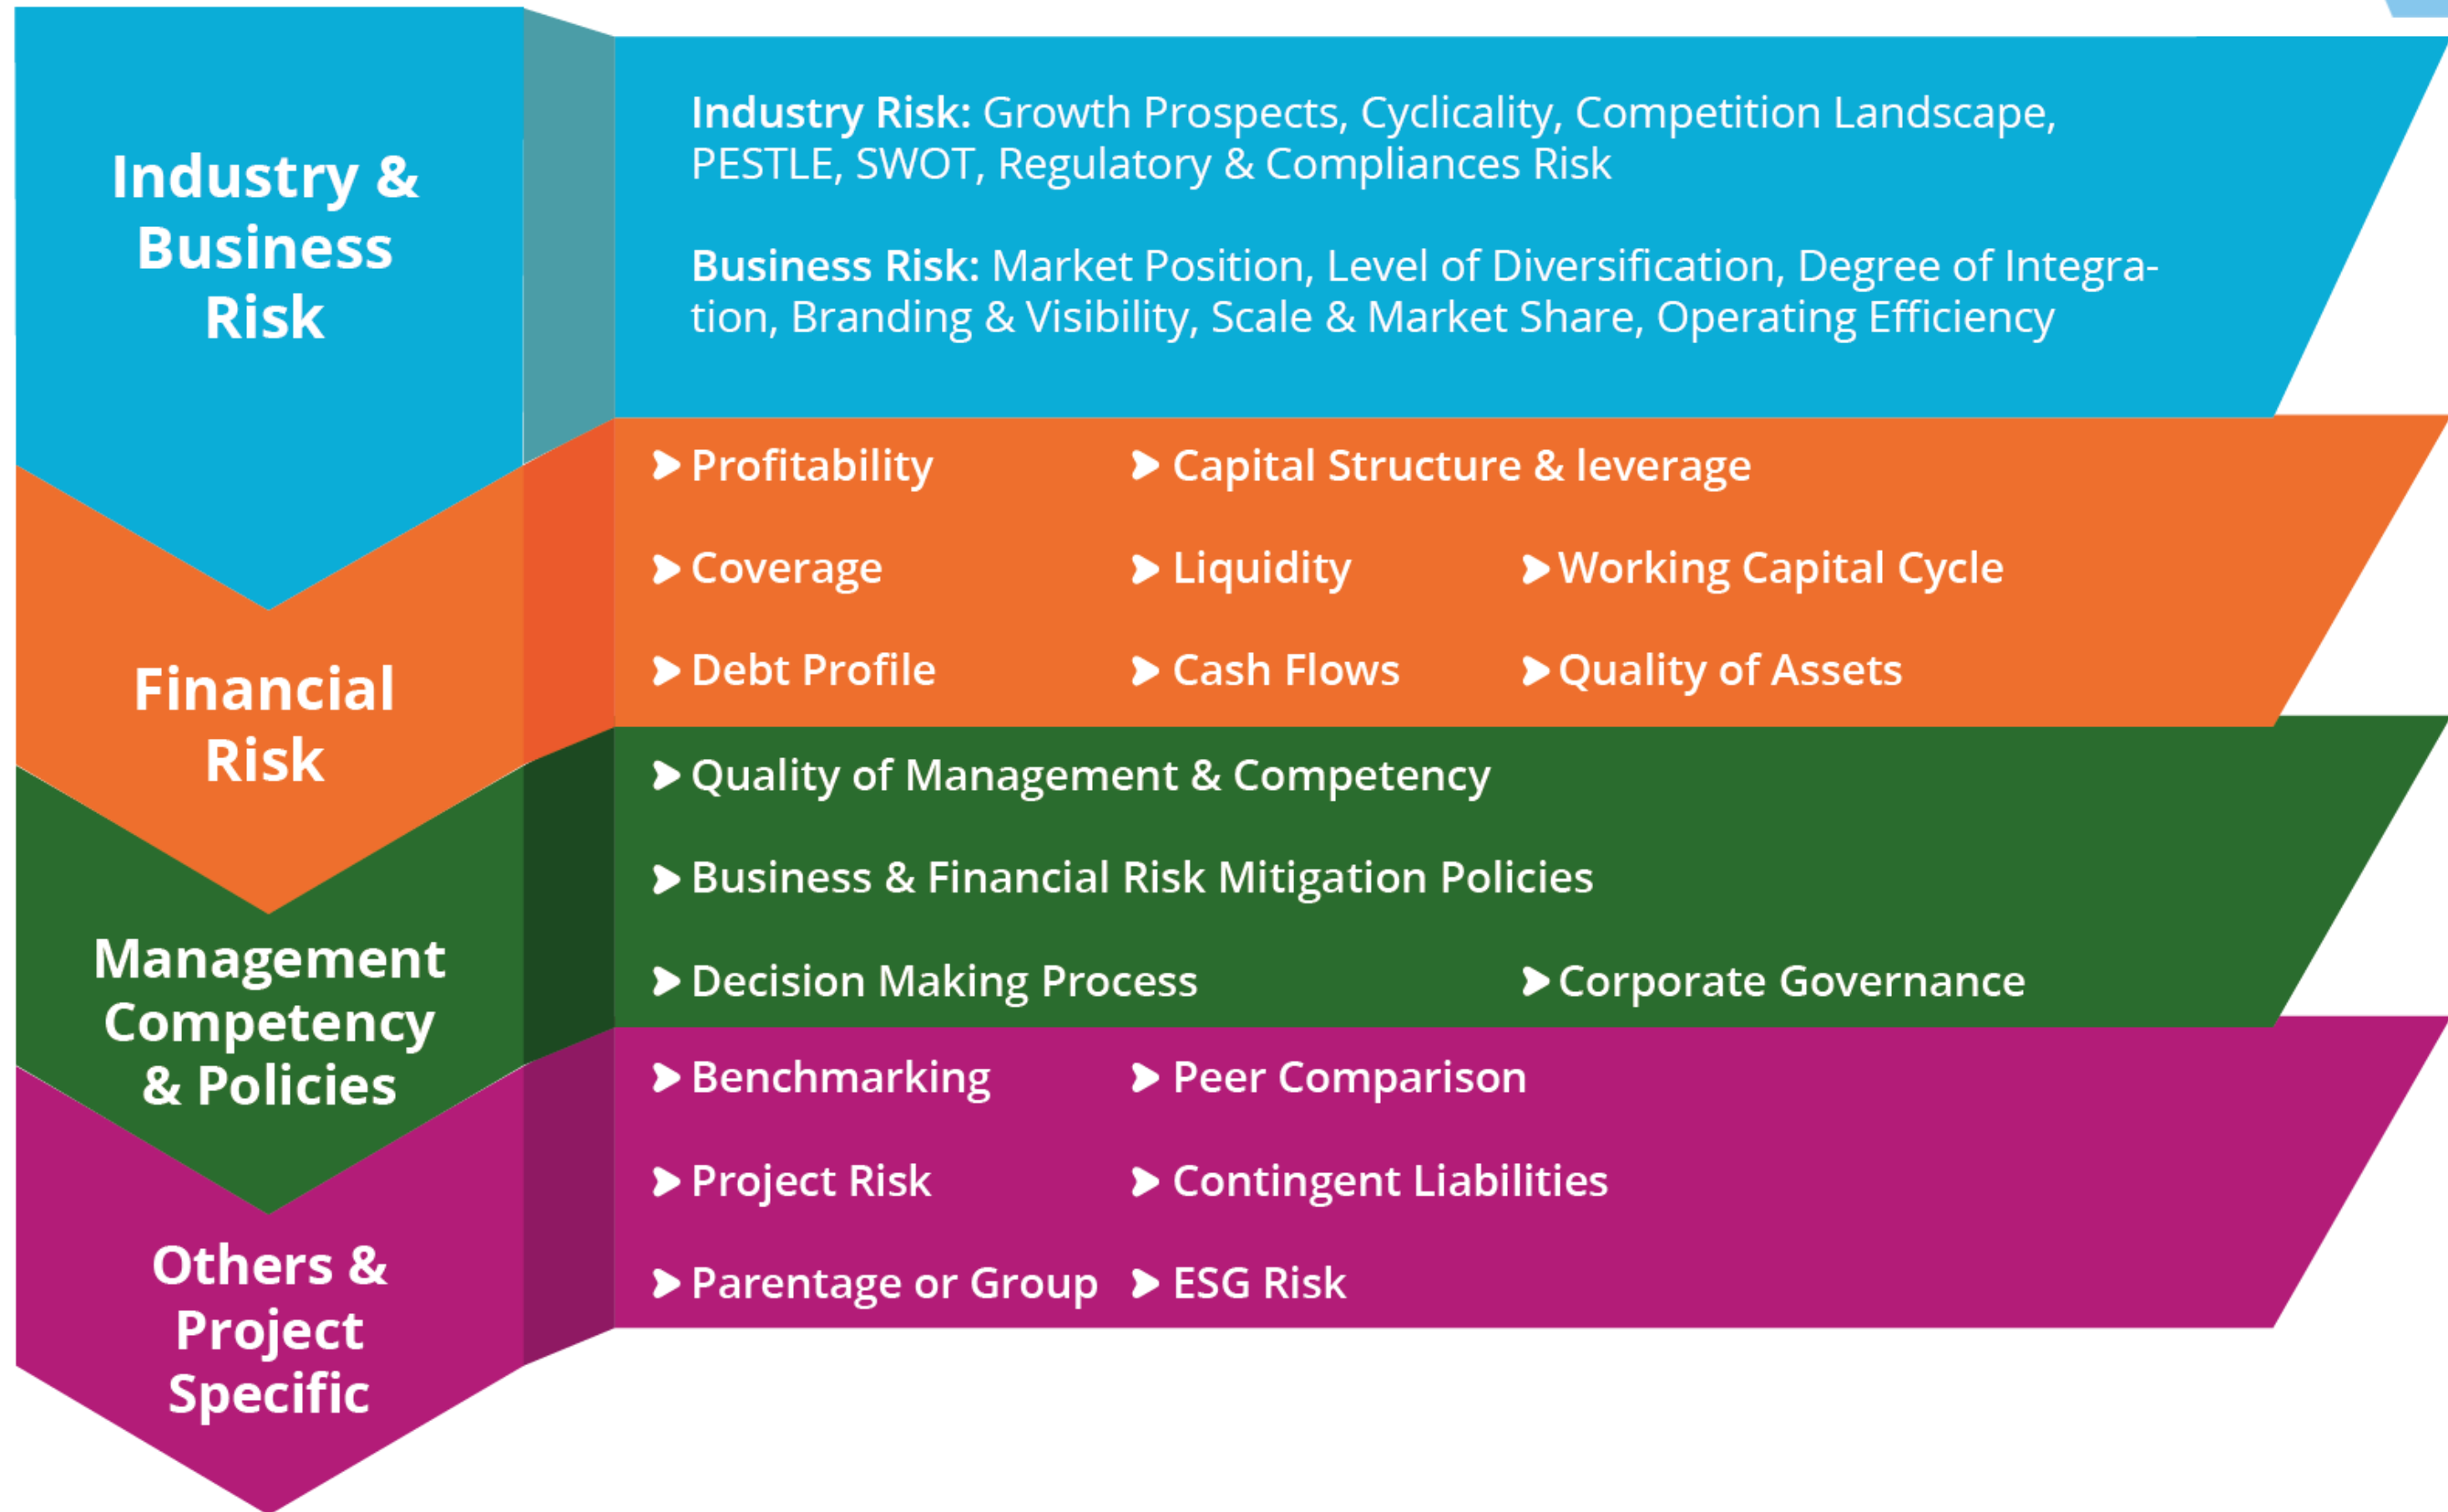 Industry &
Business
Risk
Industry Risk: Growth Prospects, Cyclicality, Competition Landscape,
PESTLE, SWOT, Regulatory & Compliances Risk
Business Risk: Market Position, Level of Diversification, Degree of Integra-
tion, Branding & Visibility, Scale & Market Share, Operating Efficiency
Financial
Risk
Profitability
Capital Structure & leverage
Coverage
Liquidity
Working Capital Cycle
Debt Profile
Cash Flows
Quality of Assets
Management
Competency
& Policies
Quality of Management & Competency
Business & Financial Risk Mitigation Policies
Decision Making Process
Corporate Governance
Others &
Project
Specific
Benchmarking
Peer Comparison
Project Risk
Contingent Liabilities
Parentage or Group
ESG Risk